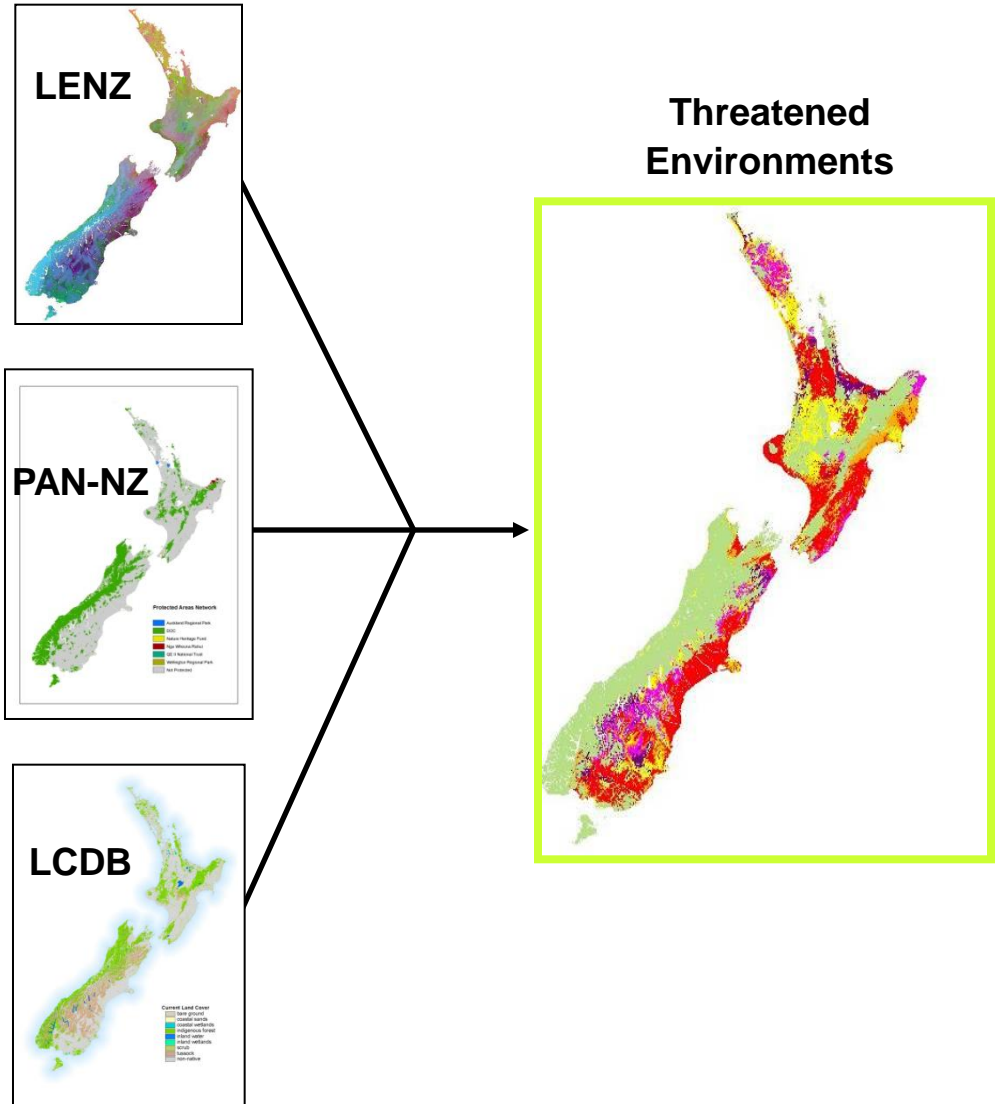 LENZ
Threatened
Environments
PAN-NZ
Protected Areas Network
Auckland Regional Park
DOC
Nature Heritage Fund
Nga Whenua Rahui
QE II National Trust
Wellington Regional Park
Not Protected
LCDB
Current Land Cover
bare ground
coastal sands
coastal wetlands
indigenous forest
inland water
inland wetlands
scrub
tussock
non-native